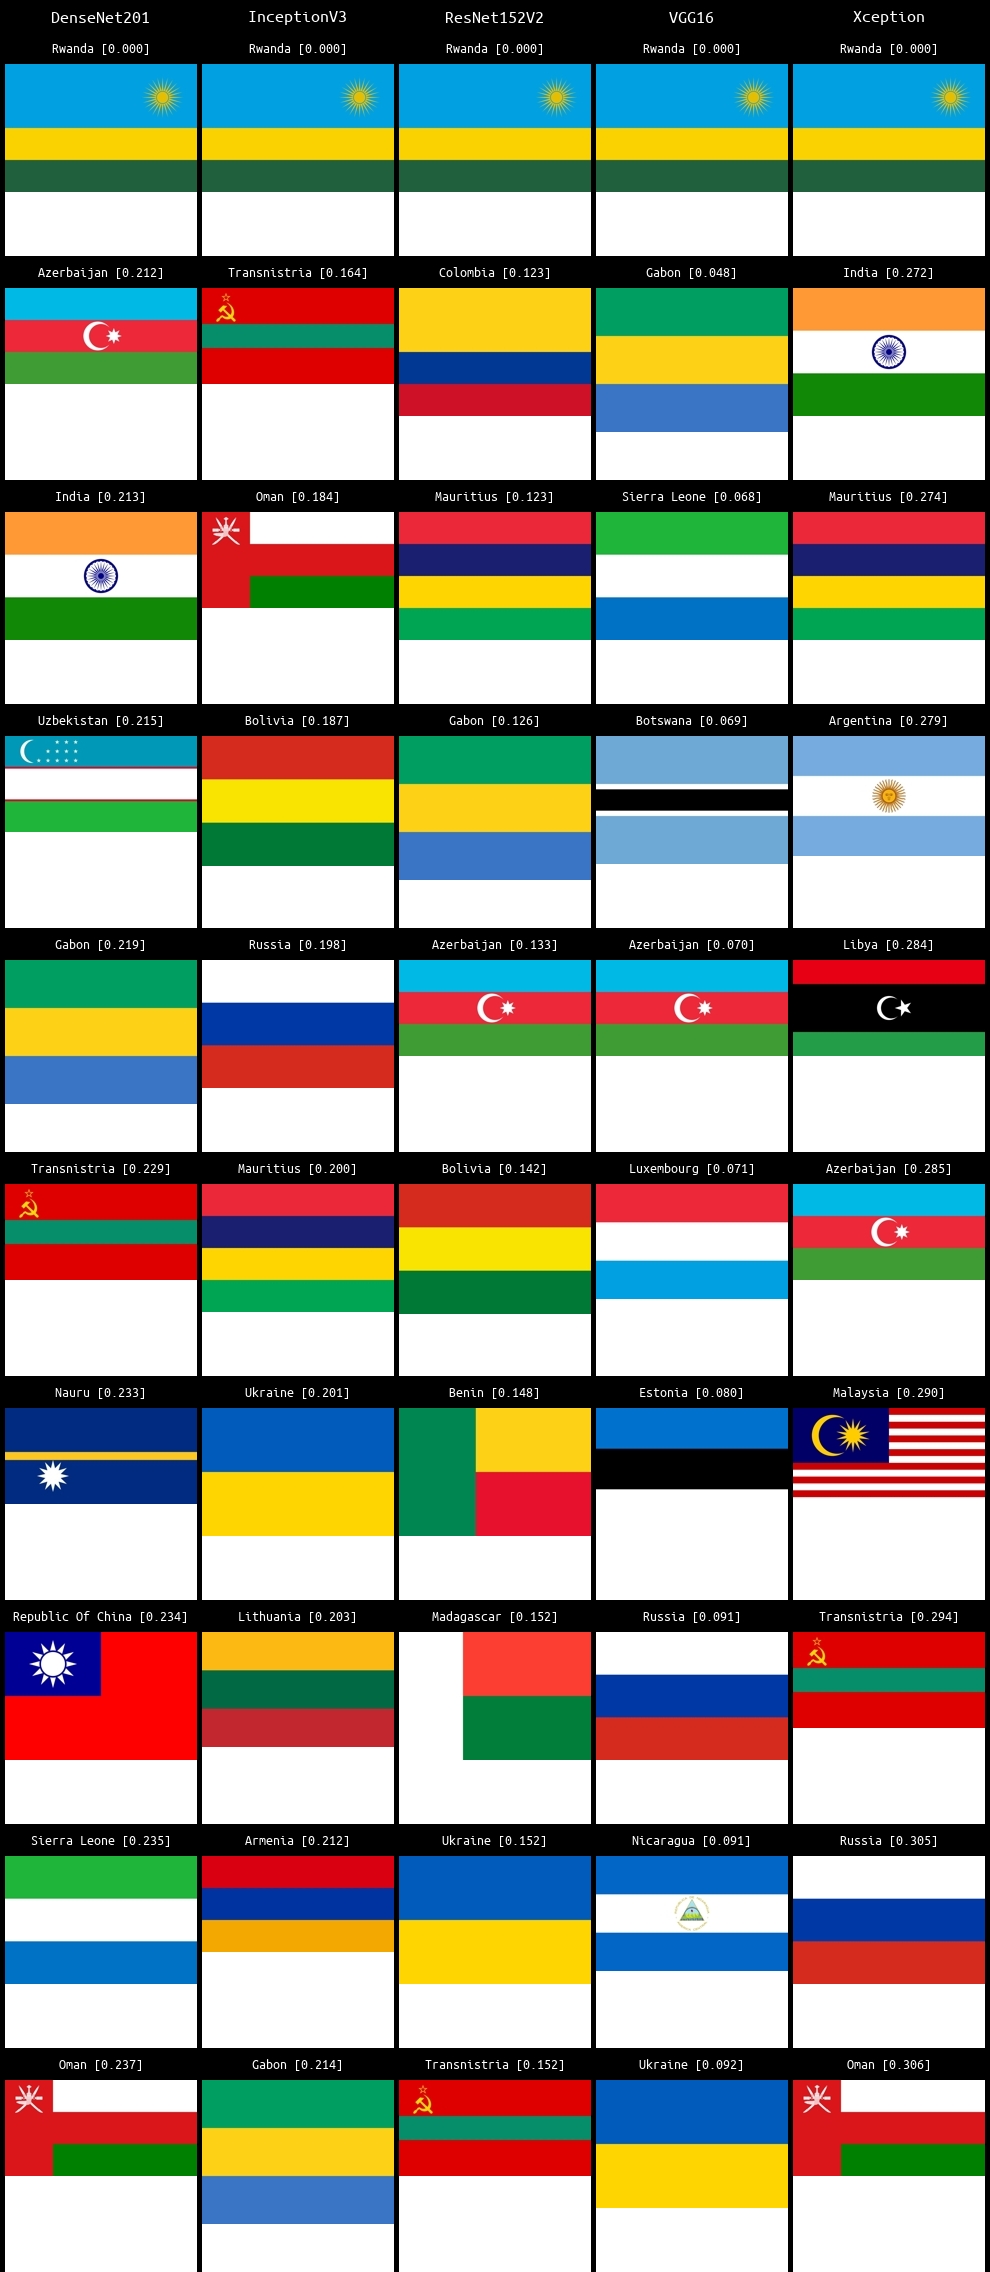 DenseNet201 InceptionV3 ResNet152V2 VGG16 Xception
Rwanda [0.000] Rwanda [0.000] Rwanda [0.000] Rwanda [0.000] Rwanda [0.000]
Azerbaijan [0.212] Transnistria [0.164] Colombia [0.123] Gabon [0.048] India [0.272]
India [0.213] Oman [0.184] Mauritius [0.123] Sierra Leone [0.068] Mauritius [0.274]
Uzbekistan [0.215] Bolivia [0.187] Gabon [0.126] Botswana [0.069] Argentina [0.279]
Gabon [0.219] Russia [0.198] Azerbaijan [0.133] Azerbaijan [0.070] Libya [0.284]
Transnistria [0.229] Mauritius [0.200] Bolivia [0.142] Luxembourg [0.071] Azerbaijan [0.285]
Nauru [0.233] Ukraine [0.201] Benin [0.148] Estonia [0.080] Malaysia [0.290]
Republic Of China [0.234] Lithuania [0.203] Madagascar [0.152] Russia [0.091] Transnistria [0.294]
Sierra Leone [0.235] Armenia [0.212] Ukraine [0.152] Nicaragua [0.091] Russia [0.305]
Oman [0.237] Gabon [0.214] Transnistria [0.152] Ukraine [0.092] Oman [0.306]